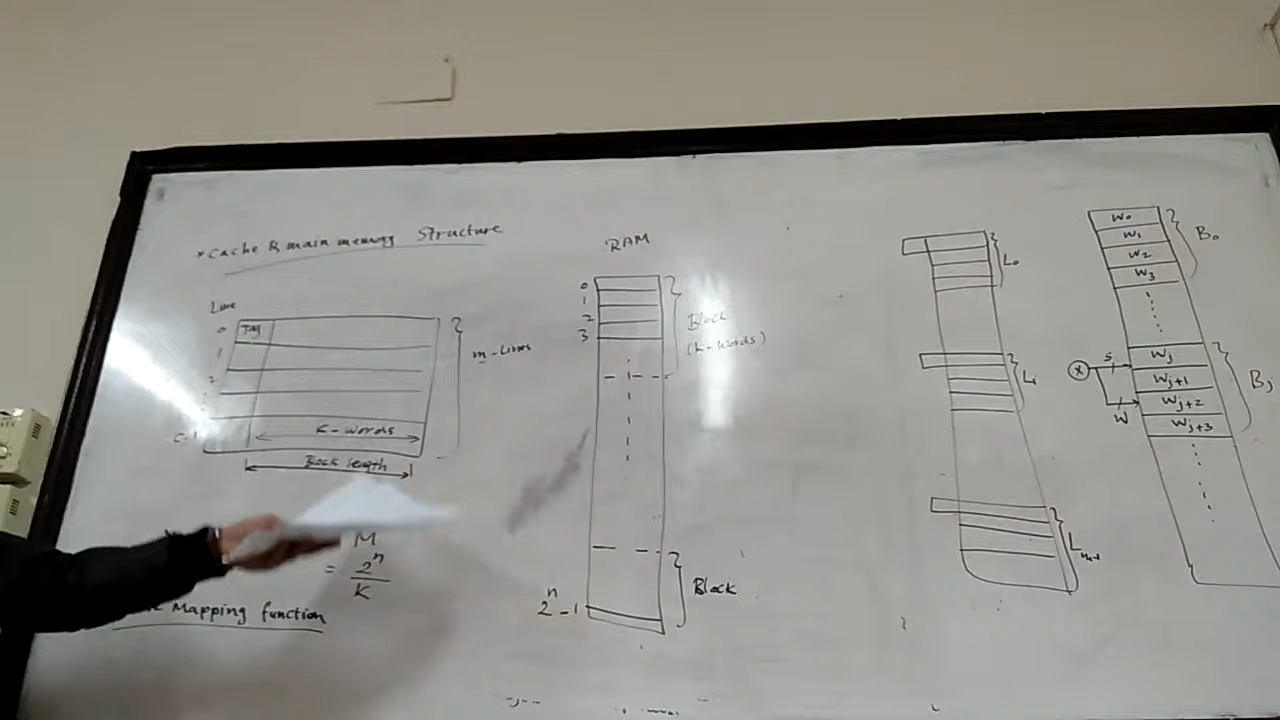 * Cache & main memory Structure
Line
0 Tag
1
2
m-Lines
K-words
Block length
M
= 2^n / K
Mapping function
RAM
0
1
2
3
Block
(k-words)
2^n-1
Block
L0
Li
Lm-1
W0
W1
W2
W3
B0
X
S
W
Wj
Wj+1
Wj+2
Wj+3
Bj